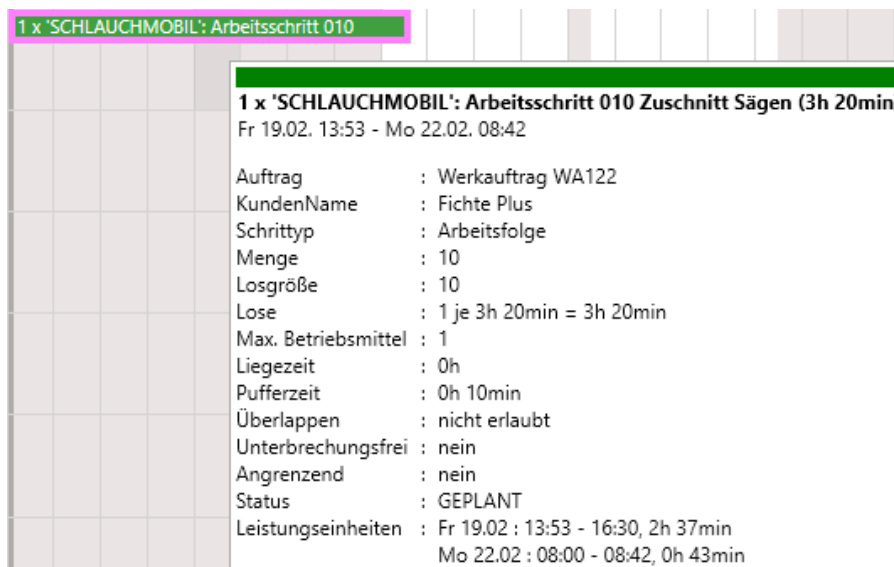 1 x 'SCHLAUCHMOBIL': Arbeitsschritt 010
1 x 'SCHLAUCHMOBIL': Arbeitsschritt 010 Zuschnitt Sägen (3h 20min
Fr 19.02. 13:53 - Mo 22.02. 08:42
Auftrag : Werkauftrag WA122
KundenName : Fichte Plus
Schrittyp : Arbeitsfolge
Menge : 10
Losgröße : 10
Lose : 1 je 3h 20min = 3h 20min
Max. Betriebsmittel : 1
Liegezeit : 0h
Pufferzeit : 0h 10min
Überlappen : nicht erlaubt
Unterbrechungsfrei : nein
Angrenzend : nein
Status : GEPLANT
Leistungseinheiten : Fr 19.02 : 13:53 - 16:30, 2h 37min
Mo 22.02 : 08:00 - 08:42, 0h 43min